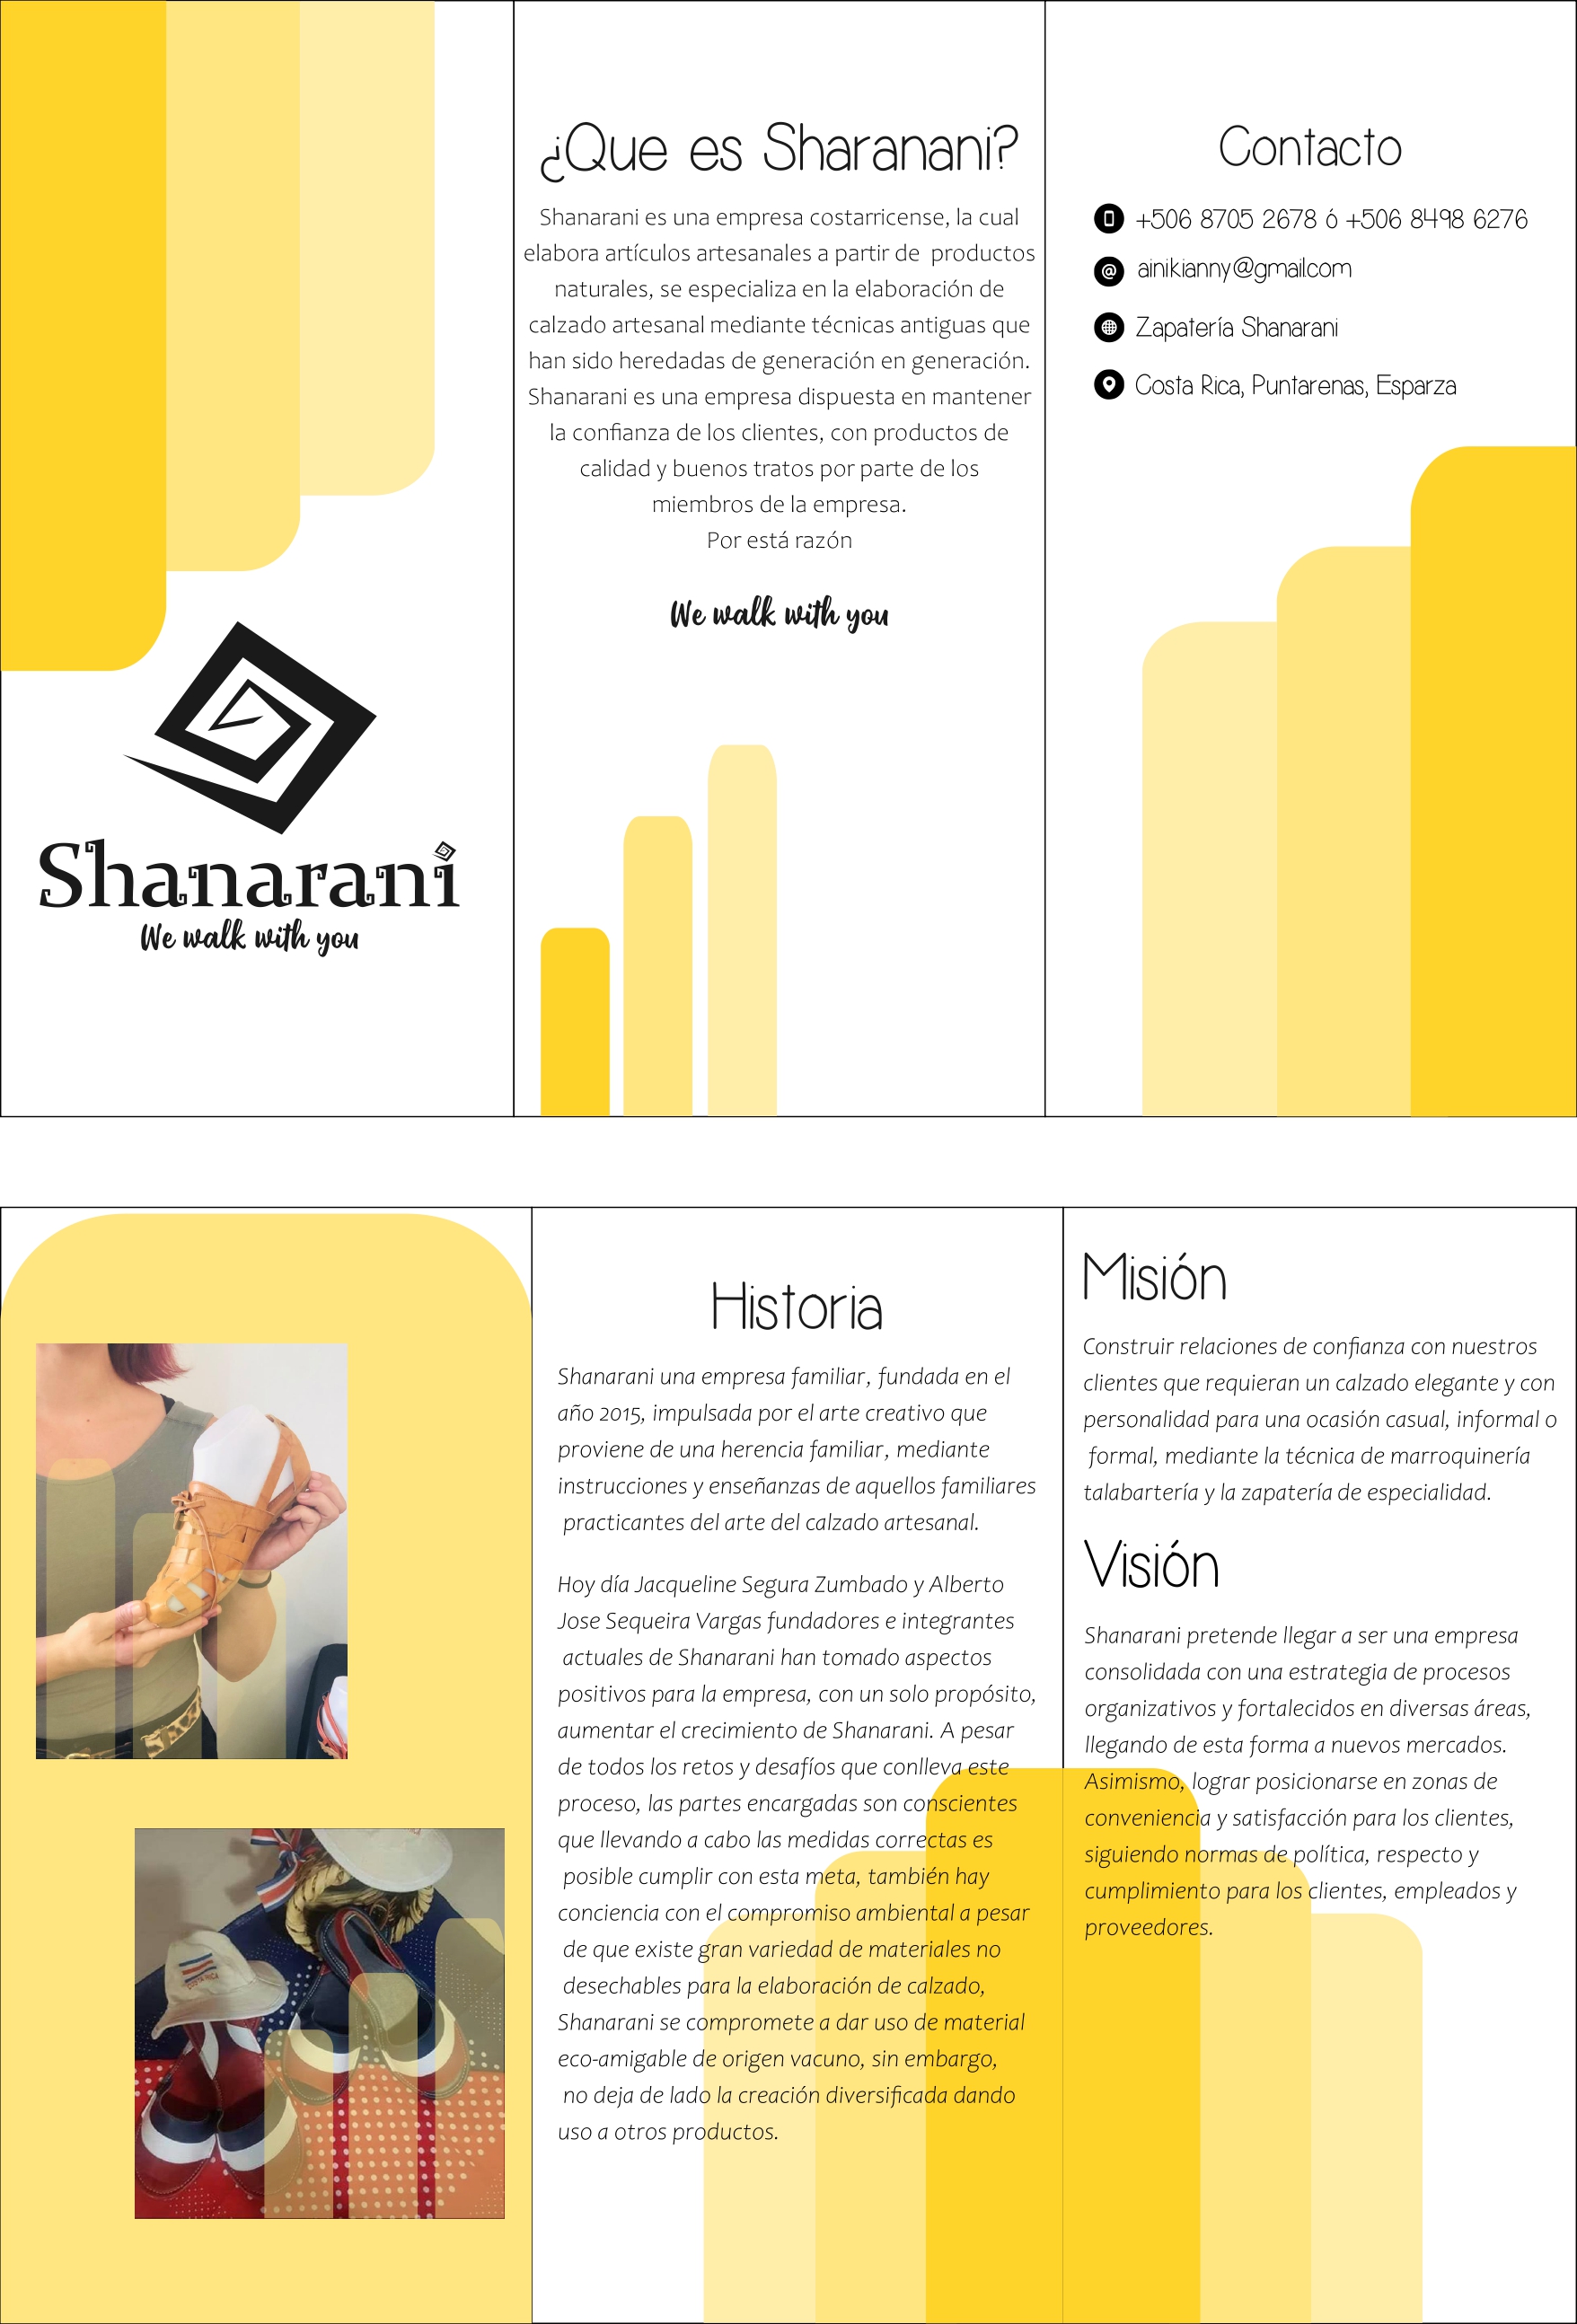 Shanarani
We walk with you
¿Que es Sharanani?
Shanarani es una empresa costarricense, la cual
elabora artículos artesanales a partir de productos
naturales, se especializa en la elaboración de
calzado artesanal mediante técnicas antiguas que
han sido heredadas de generación en generación.
Shanarani es una empresa dispuesta en mantener
la confianza de los clientes, con productos de
calidad y buenos tratos por parte de los
miembros de la empresa.
Por está razón
We walk with you
Contacto
+506 8705 2678 ó +506 8498 6276
ainikianny@gmail.com
Zapatería Shanarani
Costa Rica, Puntarenas, Esparza
Historia
Shanarani una empresa familiar, fundada en el
año 2015, impulsada por el arte creativo que
proviene de una herencia familiar, mediante
instrucciones y enseñanzas de aquellos familiares
practicantes del arte del calzado artesanal.
Hoy día Jacqueline Segura Zumbado y Alberto
Jose Sequeira Vargas fundadores e integrantes
actuales de Shanarani han tomado aspectos
positivos para la empresa, con un solo propósito,
aumentar el crecimiento de Shanarani. A pesar
de todos los retos y desafíos que conlleva este
proceso, las partes encargadas son conscientes
que llevando a cabo las medidas correctas es
posible cumplir con esta meta, también hay
conciencia con el compromiso ambiental a pesar
de que existe gran variedad de materiales no
desechables para la elaboración de calzado,
Shanarani se compromete a dar uso de material
eco-amigable de origen vacuno, sin embargo,
no deja de lado la creación diversificada dando
uso a otros productos.
Misión
Construir relaciones de confianza con nuestros
clientes que requieran un calzado elegante y con
personalidad para una ocasión casual, informal o
formal, mediante la técnica de marroquinería
talabartería y la zapatería de especialidad.
Visión
Shanarani pretende llegar a ser una empresa
consolidada con una estrategia de procesos
organizativos y fortalecidos en diversas áreas,
llegando de esta forma a nuevos mercados.
Asimismo, lograr posicionarse en zonas de
conveniencia y satisfacción para los clientes,
siguiendo normas de política, respecto y
cumplimiento para los clientes, empleados y
proveedores.